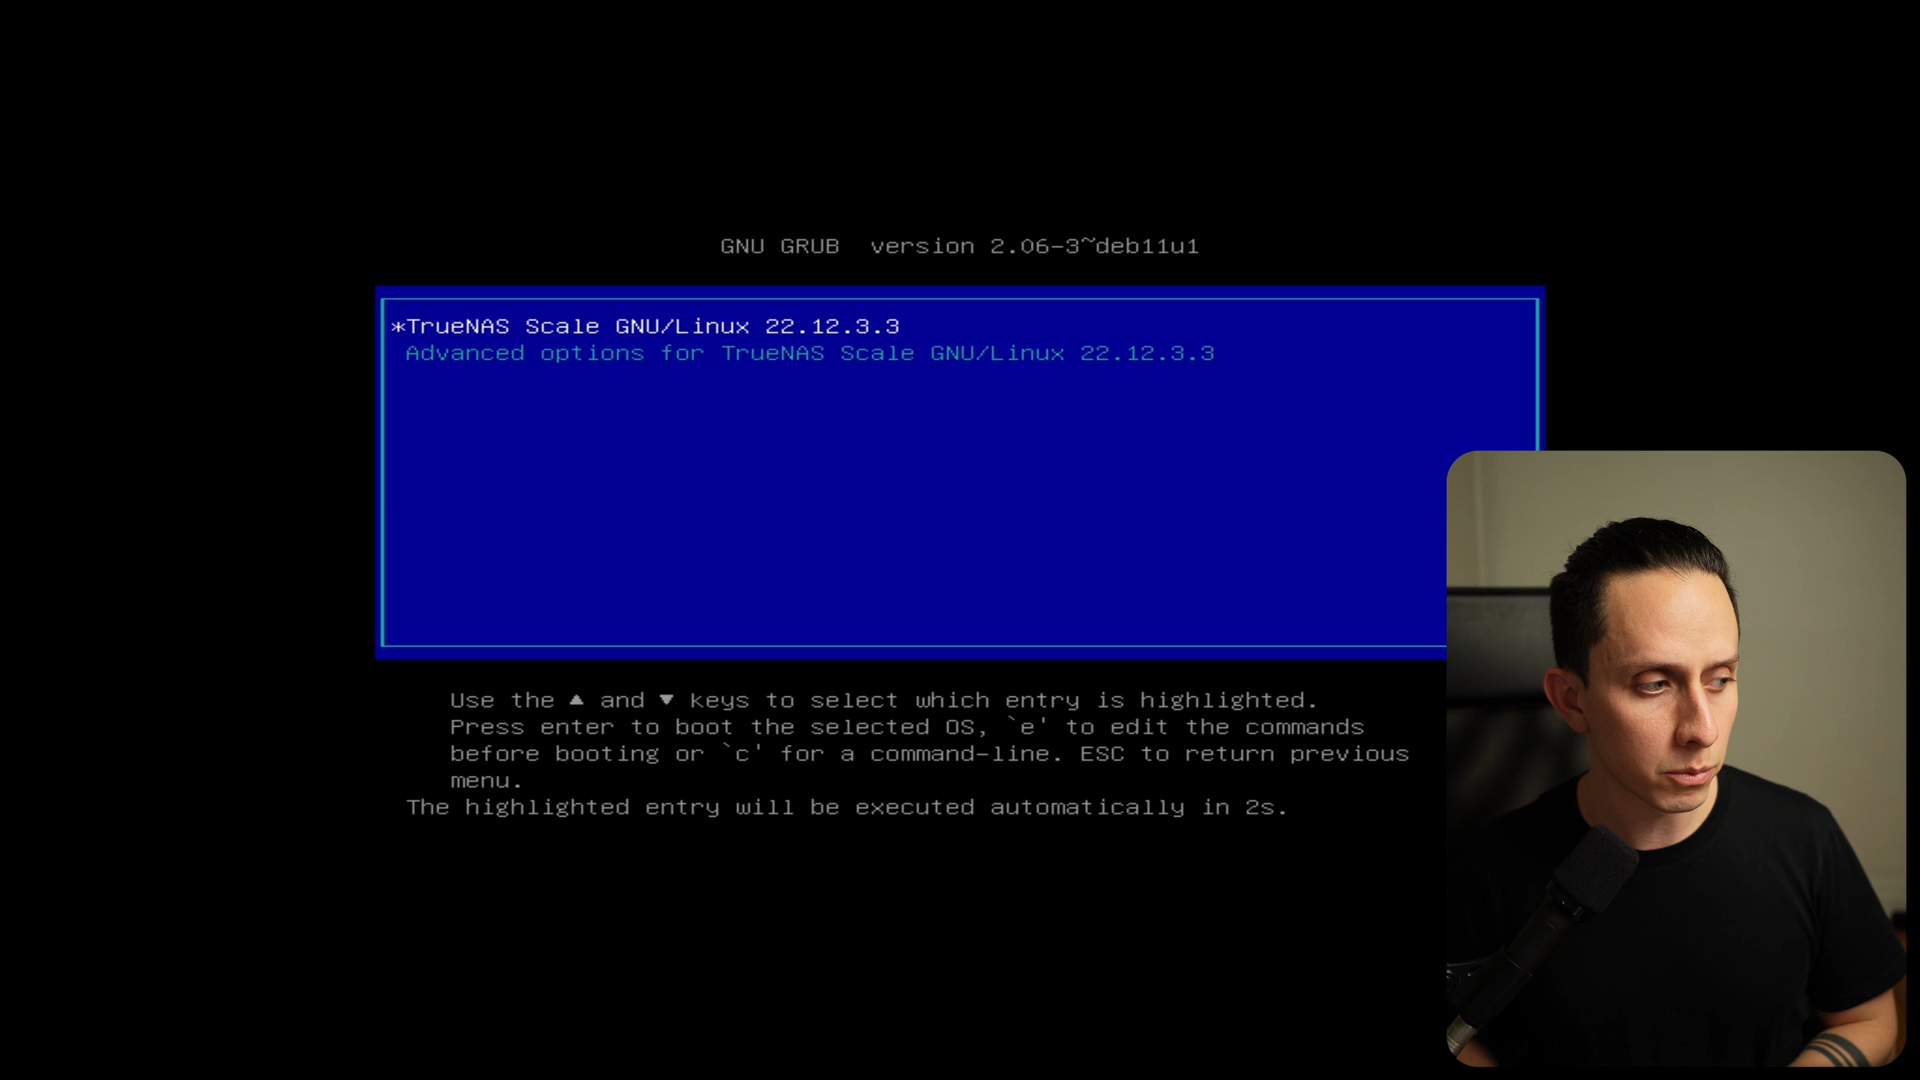 GNU GRUB  version 2.06-3~deb11u1
*TrueNAS Scale GNU/Linux 22.12.3.3
Advanced options for TrueNAS Scale GNU/Linux 22.12.3.3
Use the ▲ and ▼ keys to select which entry is highlighted.
Press enter to boot the selected OS, `e' to edit the commands
before booting or `c' for a command-line. ESC to return previous
menu.
The highlighted entry will be executed automatically in 2s.